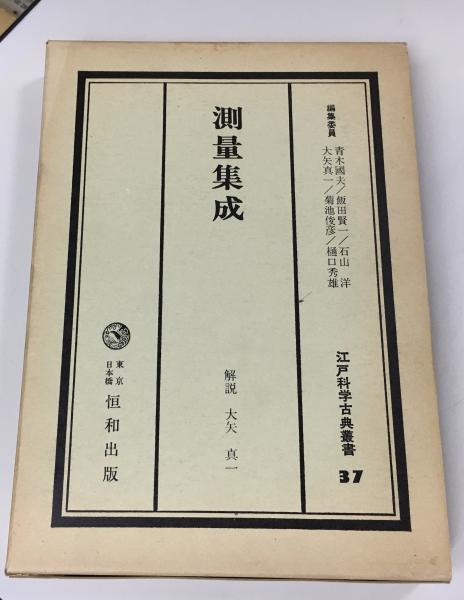 編集委員
青木國夫/飯田賢一/石山 洋
大矢真一/菊池俊彦/樋口秀雄
江戸科学古典叢書 37
測量集成
解説 大矢 真一
東京
日本橋
恒和出版